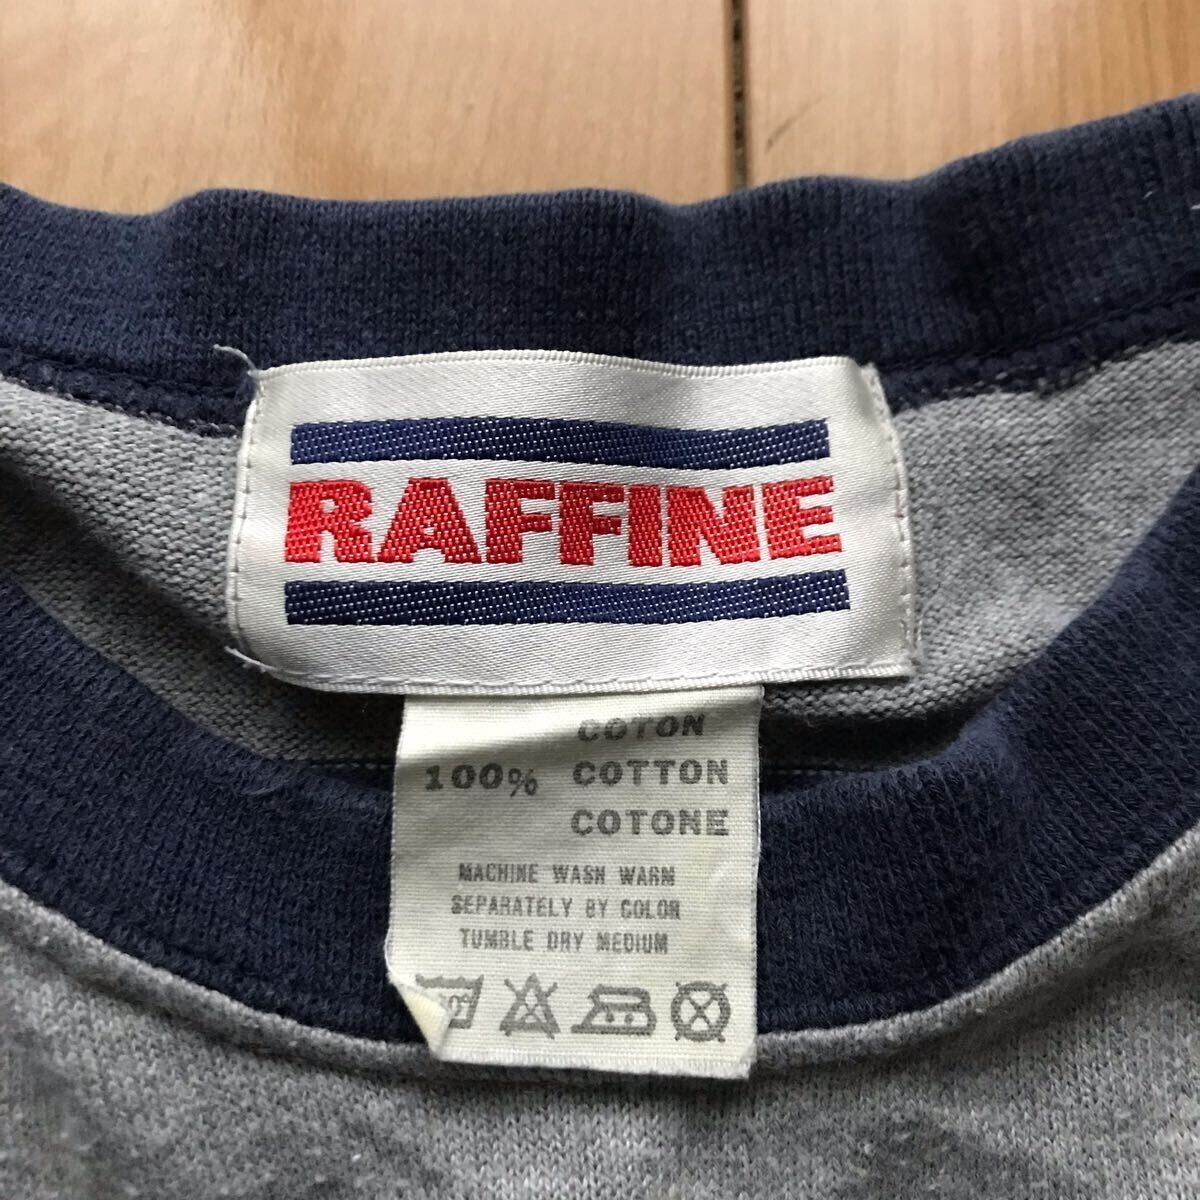 RAFFINE
COTON
100% COTTON
COTONE
MACHINE WASH WARM
SEPARATELY BY COLOR
TUMBLE DRY MEDIUM